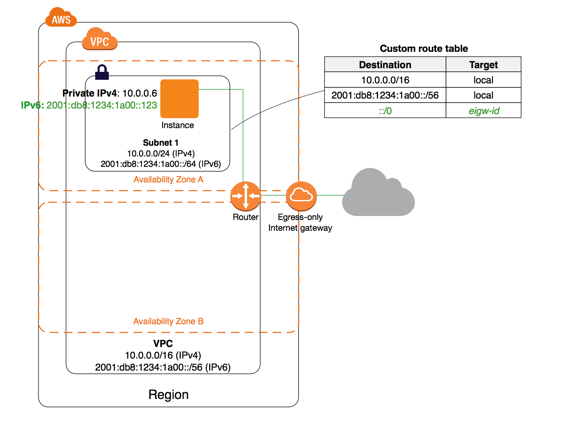 AWS
VPC
Custom route table
Destination Target
10.0.0.0/16 local
2001:db8:1234:1a00::/56 local
::/0 eigw-id
Private IPv4: 10.0.0.6
IPv6: 2001:db8:1234:1a00::123
Instance
Subnet 1
10.0.0.0/24 (IPv4)
2001:db8:1234:1a00::/64 (IPv6)
Availability Zone A
Router
Egress-only
Internet gateway
Availability Zone B
VPC
10.0.0.0/16 (IPv4)
2001:db8:1234:1a00::/56 (IPv6)
Region